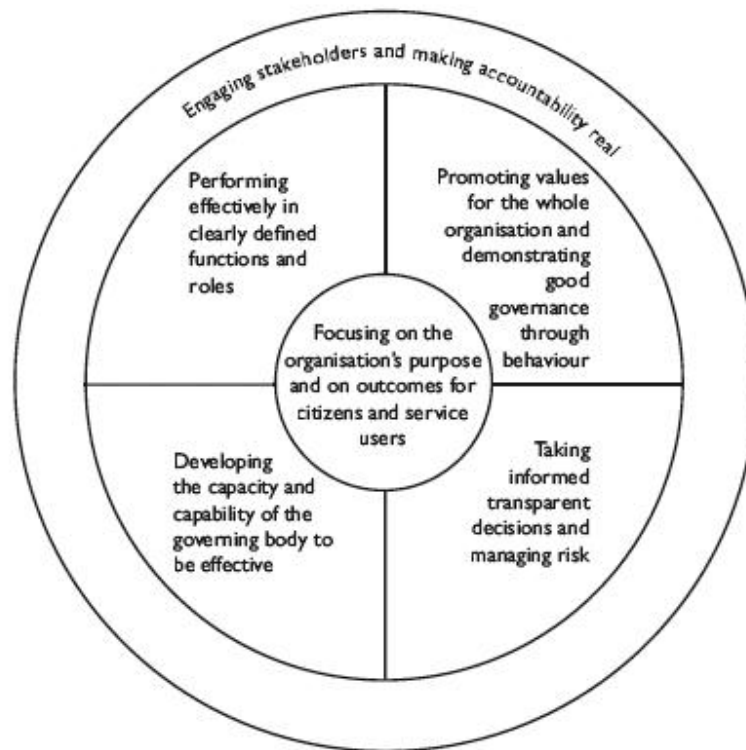 Engaging stakeholders and making accountability real
Performing
effectively in
clearly defined
functions and
roles
Promoting values
for the whole
organisation and
demonstrating
good
governance
through
behaviour
Focusing on the
organisation's purpose
and on outcomes for
citizens and service
users
Developing
the capacity and
capability of the
governing body to
be effective
Taking
informed
transparent
decisions and
managing risk